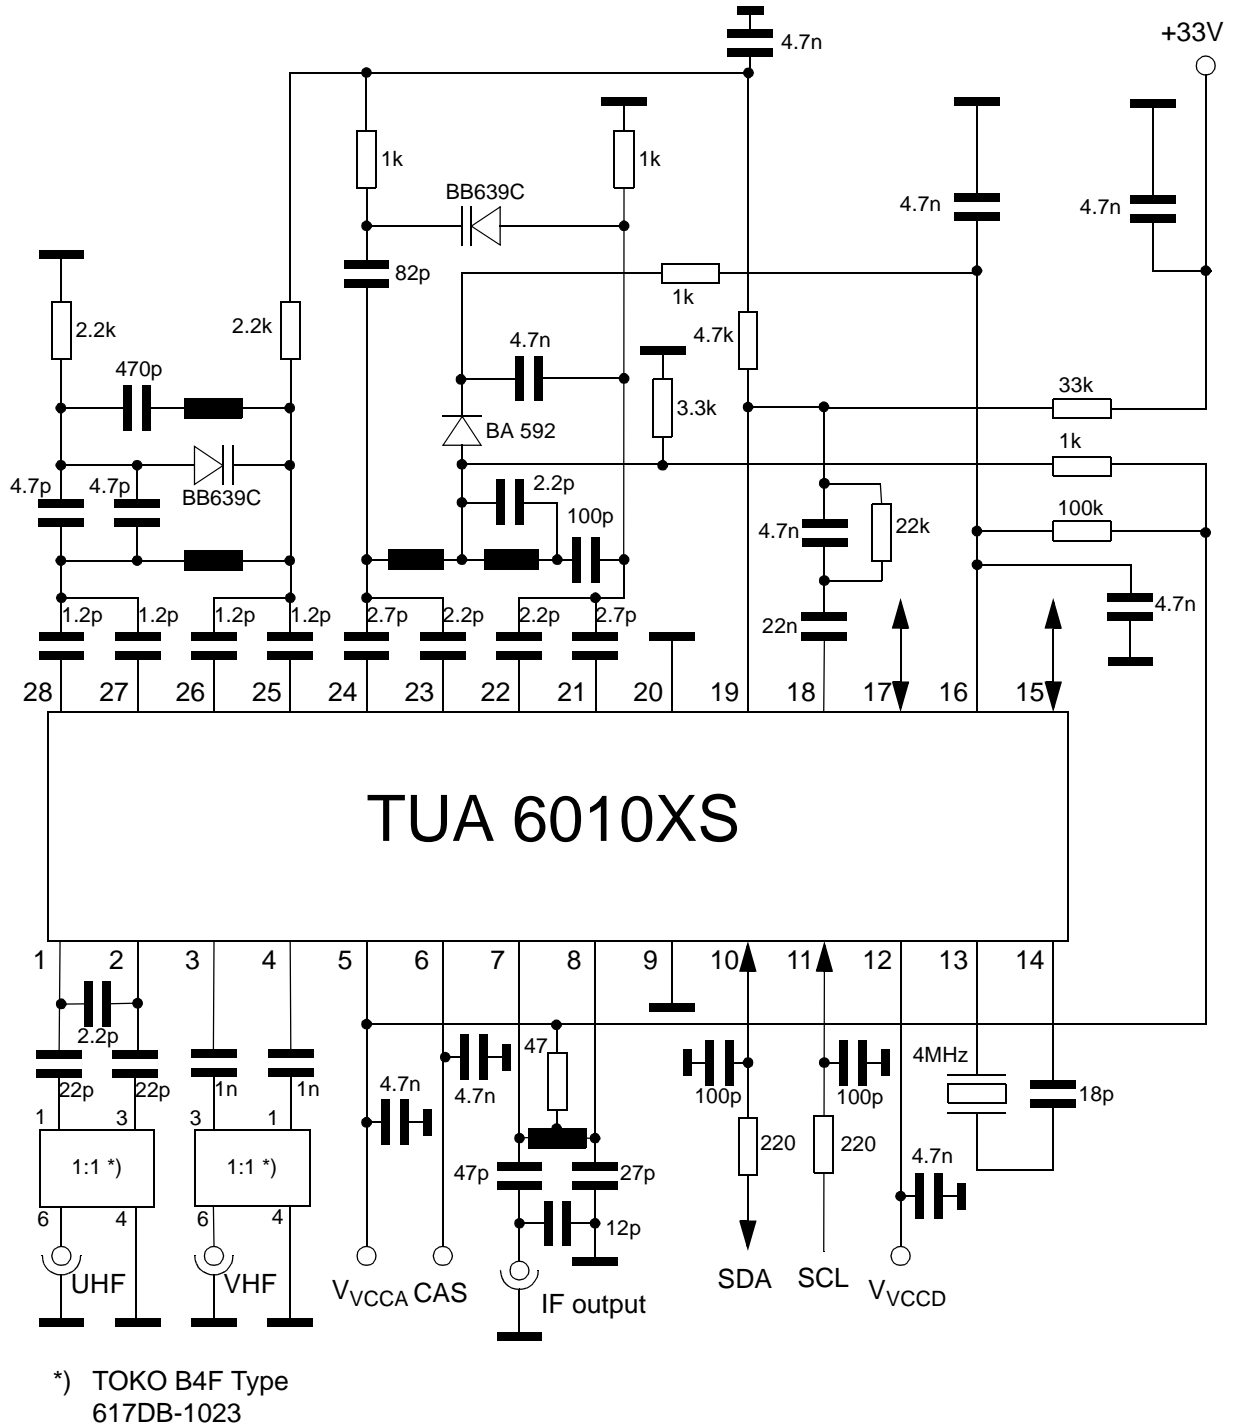 4.7n
+33V
1k
1k
BB639C
4.7n
4.7n
82p
1k
2.2k
2.2k
4.7n
4.7k
470p
33k
3.3k
BA 592
1k
4.7p
4.7p
BB639C
2.2p
100p
100k
4.7n
22k
1.2p
1.2p
1.2p
1.2p
2.7p
2.2p
2.2p
2.7p
22n
4.7n
28
27
26
25
24
23
22
21
20
19
18
17
16
15
TUA 6010XS
1
2
3
4
5
6
7
8
9
10
11
12
13
14
2.2p
47
4MHz
22p
22p
1n
1n
4.7n
4.7n
100p
100p
18p
1
3
3
1
1:1 *)
1:1 *)
220
220
47p
27p
4.7n
6
4
6
4
12p
UHF
VHF
VVCCA
CAS
IF output
SDA
SCL
VVCCD
*) TOKO B4F Type
617DB-1023